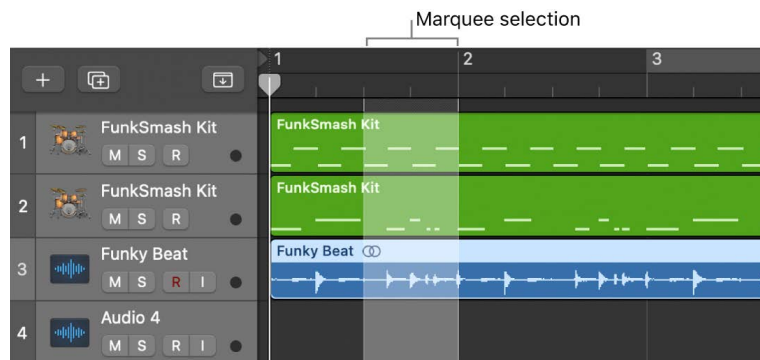 Marquee selection
1 2 3
1 FunkSmash Kit FunkSmash Kit
M S R
2 FunkSmash Kit FunkSmash Kit
M S R
3 Funky Beat Funky Beat
M S R I
4 Audio 4
M S R I